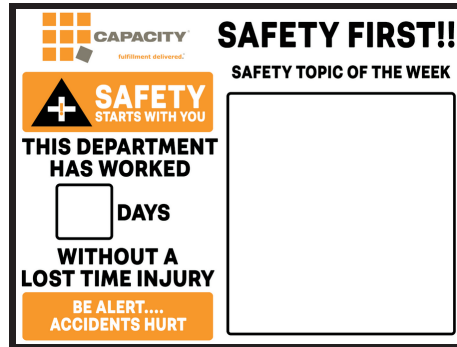 CAPACITY
fulfillment delivered.
SAFETY
STARTS WITH YOU
THIS DEPARTMENT
HAS WORKED
DAYS
WITHOUT A
LOST TIME INJURY
BE ALERT....
ACCIDENTS HURT
SAFETY FIRST!!
SAFETY TOPIC OF THE WEEK